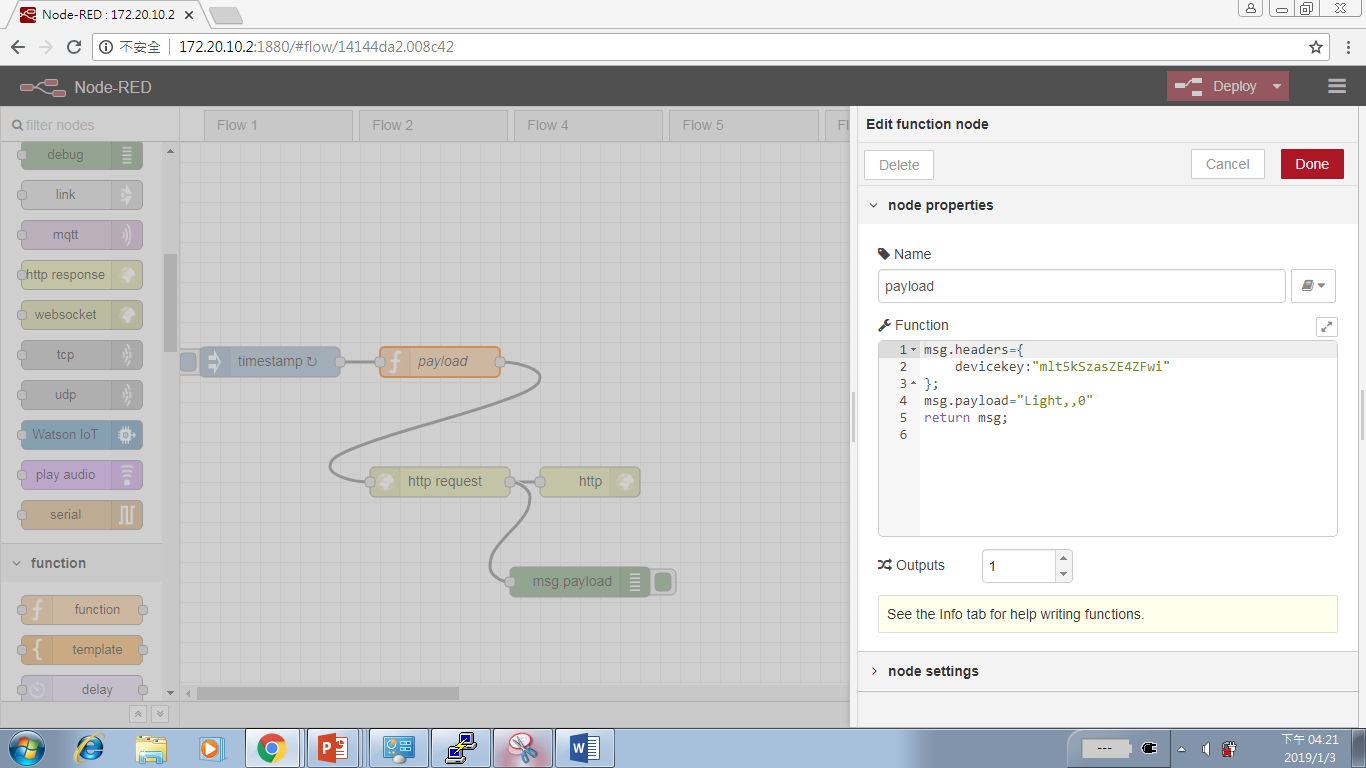 Node-RED : 172.20.10.2
不安全 172.20.10.2:1880/#flow/14144da2.008c42
Node-RED
Deploy
filter nodes
Flow 1
Flow 2
Flow 4
Flow 5
Fl
debug
link
mqtt
http response
websocket
tcp
udp
Watson IoT
play audio
serial
function
function
template
delay
timestamp ↻
payload
http request
http
msg.payload
Edit function node
Delete
Cancel
Done
node properties
Name
payload
Function
1 msg.headers={
2 devicekey:"mlt5kSzasZE4ZFwi"
3 };
4 msg.payload="Light,,0"
5 return msg;
6
Outputs
1
See the Info tab for help writing functions.
node settings
---
下午 04:21
2019/1/3